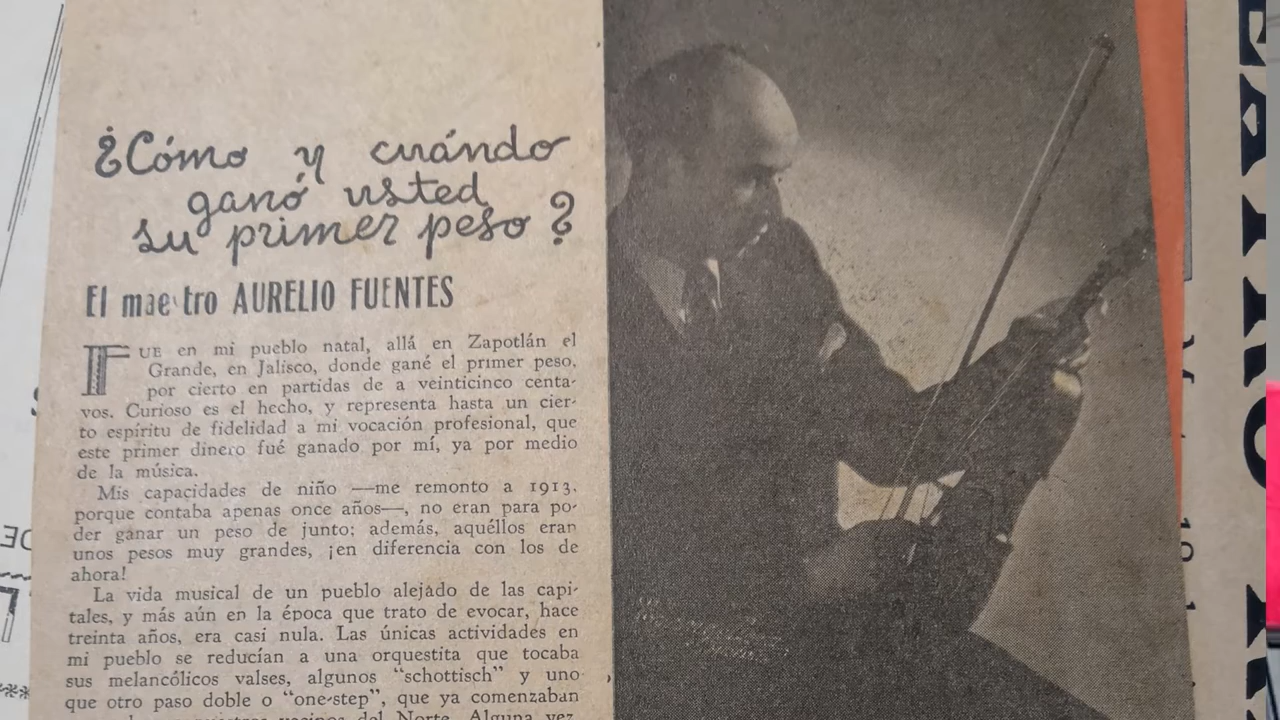 ¿Cómo y cuándo
ganó usted
su primer peso?
El maestro AURELIO FUENTES
FUE en mi pueblo natal, allá en Zapotlán el
Grande, en Jalisco, donde gané el primer peso,
por cierto en partidas de a veinticinco centa-
vos. Curioso es el hecho, y representa hasta un cier-
to espíritu de fidelidad a mi vocación profesional, que
este primer dinero fué ganado por mí, ya por medio
de la música.
Mis capacidades de niño —me remonto a 1913,
porque contaba apenas once años—, no eran para po-
der ganar un peso de junto; además, aquéllos eran
unos pesos muy grandes, ¡en diferencia con los de
ahora!
La vida musical de un pueblo alejado de las capi-
tales, y más aún en la época que trato de evocar, hace
treinta años, era casi nula. Las únicas actividades en
mi pueblo se reducían a una orquestita que tocaba
sus melancólicos valses, algunos "schottisch" y uno
que otro paso doble o "one-step", que ya comenzaban
vecinos del Norte. Alguna vez,